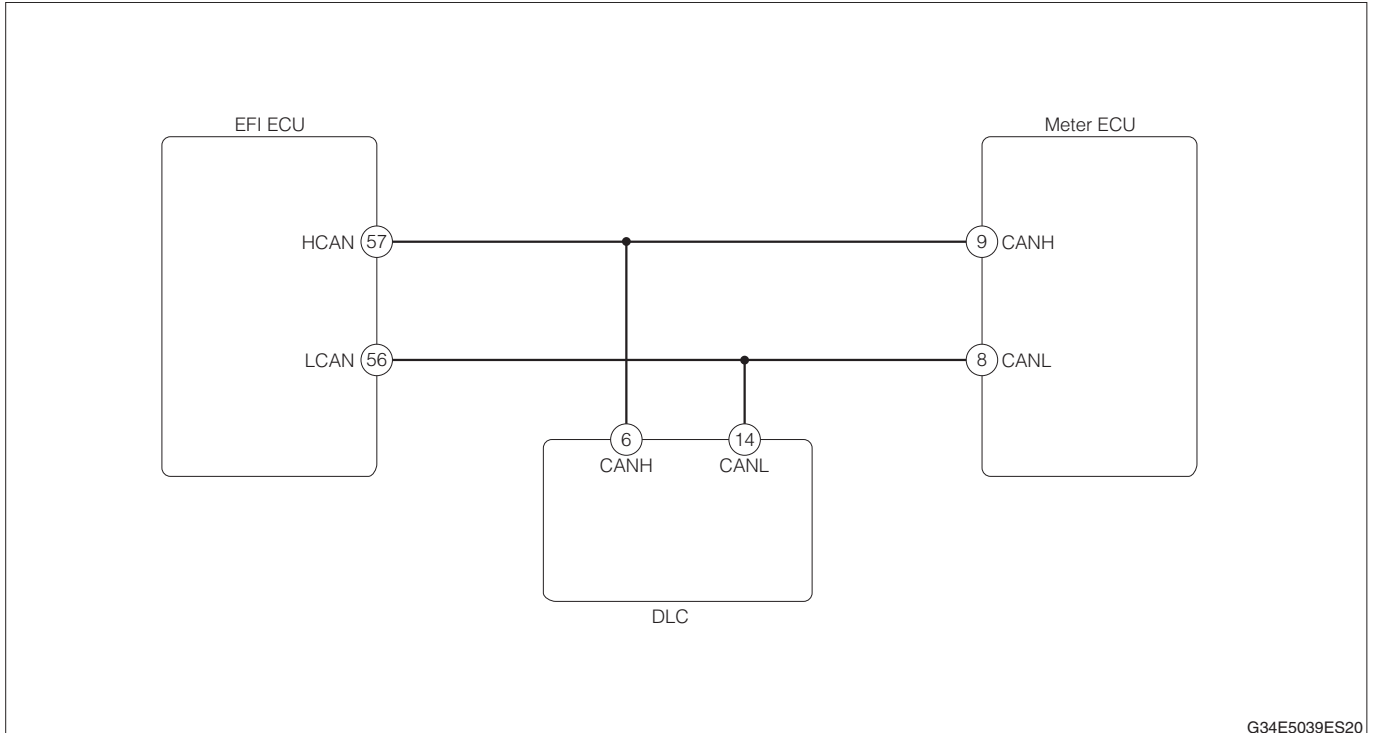 EFI ECU
Meter ECU
HCAN 57
9 CANH
LCAN 56
8 CANL
6
14
CANH
CANL
DLC
G34E5039ES20